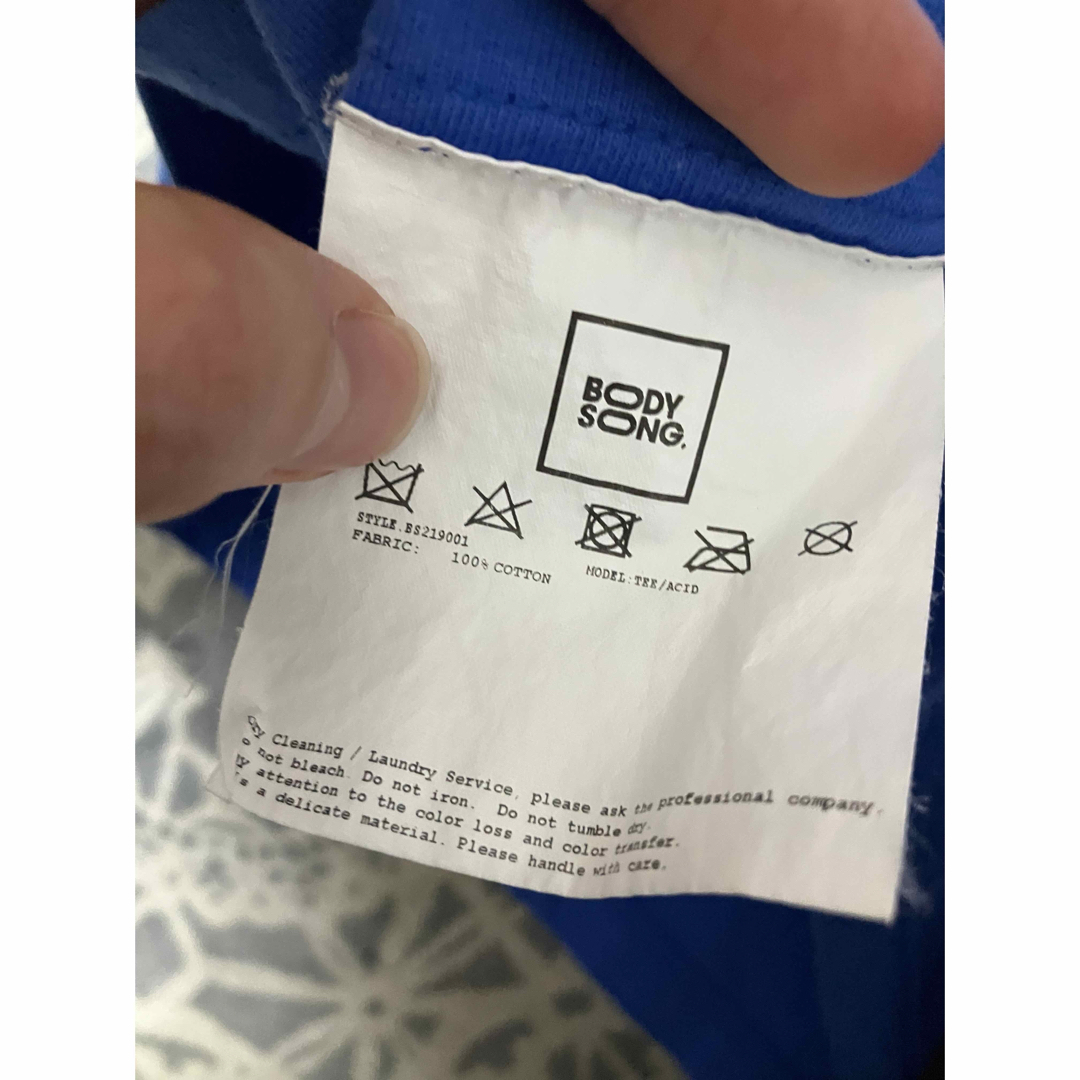 BODY
SONG.
STYLE.BS219001
FABRIC: 100% COTTON
MODEL:TEE/ACID
Dry Cleaning / Laundry Service, please ask the professional company.
o not bleach. Do not iron. Do not tumble dry.
y attention to the color loss and color transfer.
's a delicate material. Please handle with care.